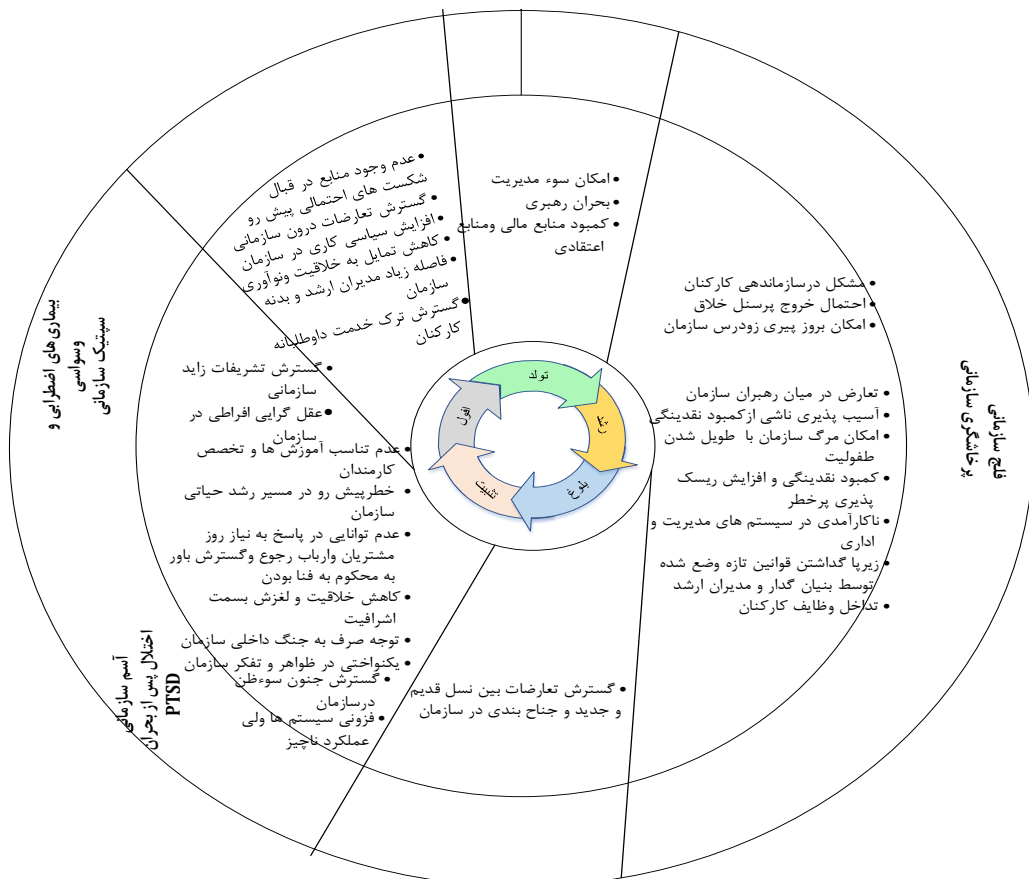 عدم وجود منابع در قبال
شکست های احتمالی پیش رو
گسترش تعارضات درون سازمانی
افزایش سیاسی کاری در سازمان
کاهش تمایل به خلاقیت ونوآوری
فاصله زیاد مدیران ارشد و بدنه
سازمان
گسترش ترک خدمت داوطلبانه
کارکنان
امکان سوء مدیریت
بحران رهبری
کمبود منابع مالی ومنابع
اعتقادی
مشکل درسازماندهی کارکنان
احتمال خروج پرسنل خلاق
امکان بروز پیری زودرس سازمان
تعارض در میان رهبران سازمان
آسیب پذیری ناشی ازکمبود نقدینگی
امکان مرگ سازمان با طویل شدن
طفولیت
کمبود نقدینگی و افزایش ریسک
پذیری پرخطر
ناکارآمدی در سیستم های مدیریت و
اداری
زیرپا گداشتن قوانین تازه وضع شده
توسط بنیان گدار و مدیران ارشد
تداخل وظایف کارکنان
فلج سازمانی
پرخاشگری سازمانی
تولد
رشد
بلوغ
تثبیت
افول
گسترش تعارضات بین نسل قدیم
و جدید و جناح بندی در سازمان
گسترش تشریفات زاید
سازمانی
عقل گرایی افراطی در
سازمان
عدم تناسب آموزش ها و تخصص
کارمندان
خطرپیش رو در مسیر رشد حیاتی
سازمان
عدم توانایی در پاسخ به نیاز روز
مشتریان وارباب رجوع وگسترش باور
به محکوم به فنا بودن
کاهش خلاقیت و لغزش بسمت
اشرافیت
توجه صرف به جنگ داخلی سازمان
یکنواختی در ظواهر و تفکر سازمان
گسترش جنون سوءظن
درسازمان
فزونی سیستم ها ولی
عملکرد ناچیز
بیماری‌های اضطرابی و
وسواسی
سپتیک سازمانی
آسم سازمانی
اختلال پس از بحران
PTSD